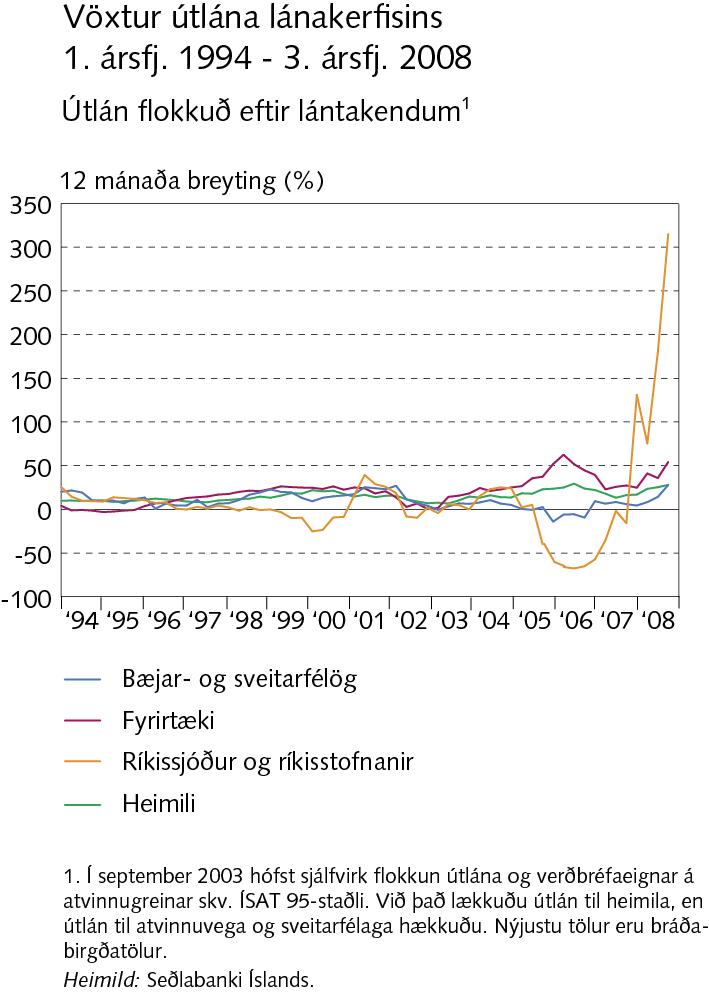 Vöxtur útlána lánakerfisins
1. ársfj. 1994 - 3. ársfj. 2008
Útlán flokkuð eftir lántakendum¹
12 mánaða breyting (%)
350
300
250
200
150
100
50
0
-50
-100
'94 '95 '96 '97 '98 '99 '00 '01 '02 '03 '04 '05 '06 '07 '08
Bæjar- og sveitarfélög
Fyrirtæki
Ríkissjóður og ríkisstofnanir
Heimili
1. Í september 2003 hófst sjálfvirk flokkun útlána og verðbréfaeignar á
atvinnugreinar skv. ÍSAT 95-staðli. Við það lækkuðu útlán til heimila, en
útlán til atvinnuvega og sveitarfélaga hækkuðu. Nýjustu tölur eru bráða-
birgðatölur.
Heimild: Seðlabanki Íslands.